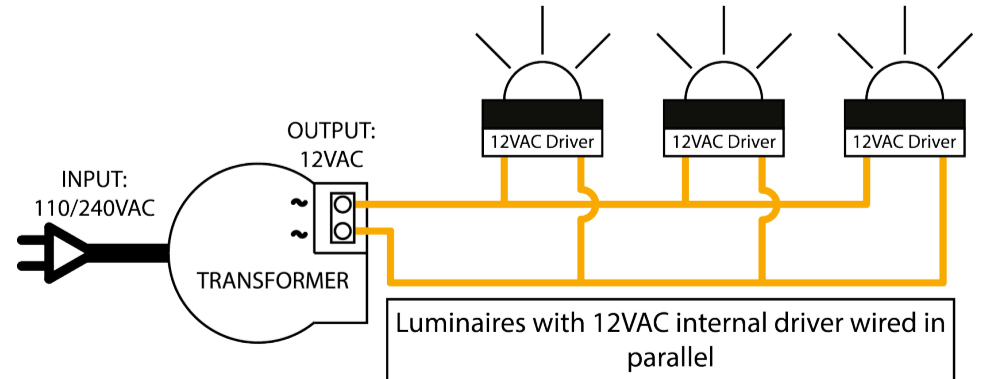 OUTPUT:
12VAC
12VAC Driver
12VAC Driver
12VAC Driver
INPUT:
110/240VAC
~
~
TRANSFORMER
Luminaires with 12VAC internal driver wired in
parallel